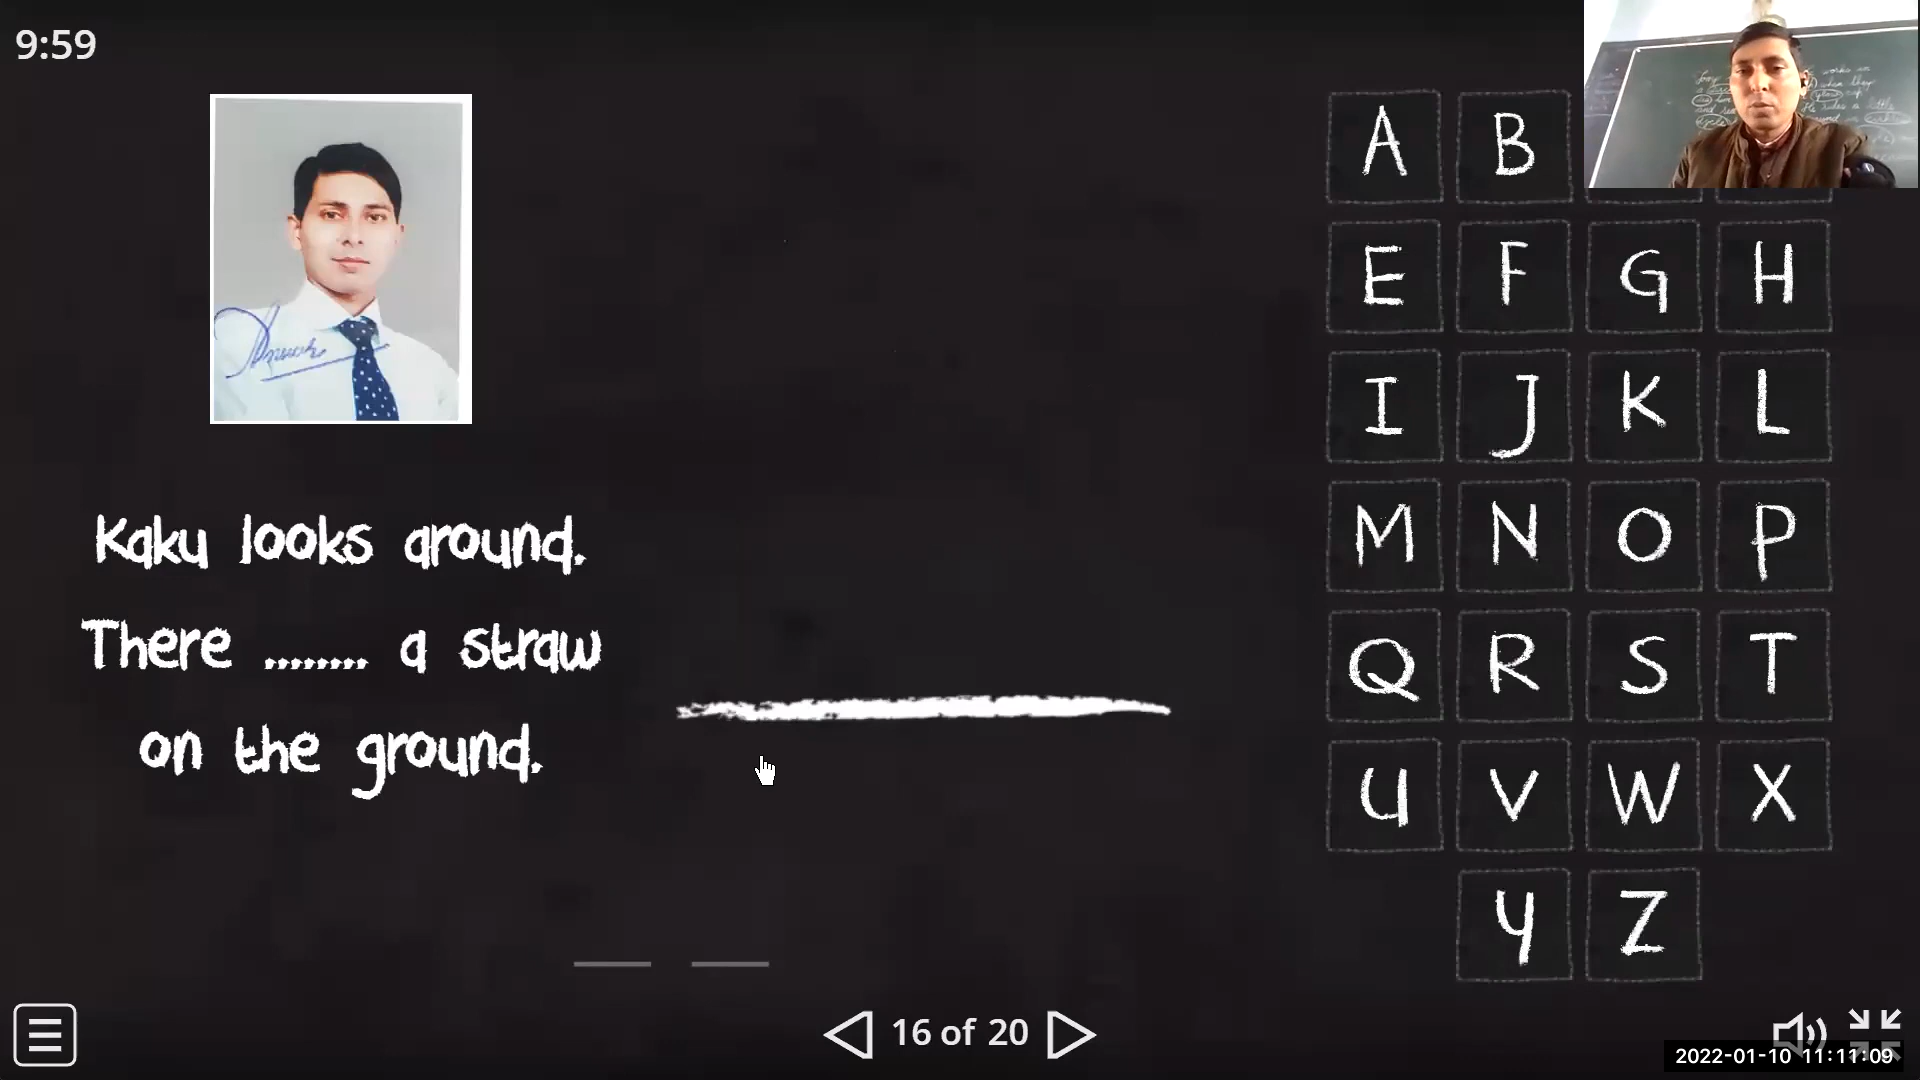 9:59
A B
E F G H
I J K L
M N O P
Q R S T
U V W X
Y Z
Kaku looks around.
There ........ a straw
on the ground.
16 of 20
2022-01-10 11:11:09